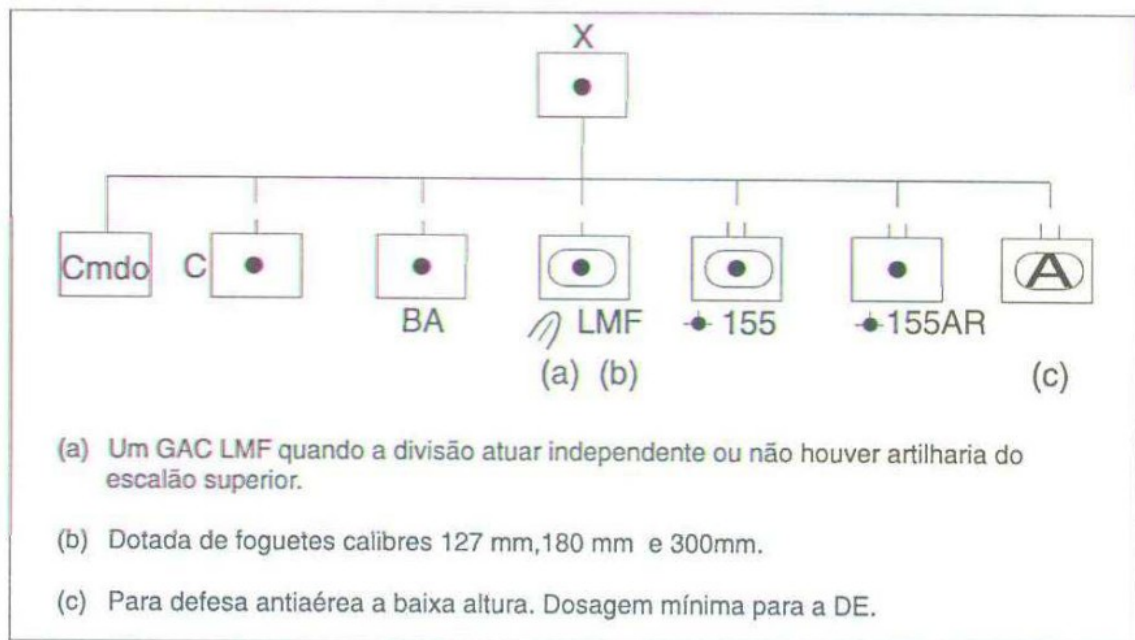 X
Cmdo
C
BA
LMF
155
155AR
A
(a) (b)
(c)
(a) Um GAC LMF quando a divisão atuar independente ou não houver artilharia do
escalão superior.
(b) Dotada de foguetes calibres 127 mm,180 mm e 300mm.
(c) Para defesa antiaérea a baixa altura. Dosagem mínima para a DE.